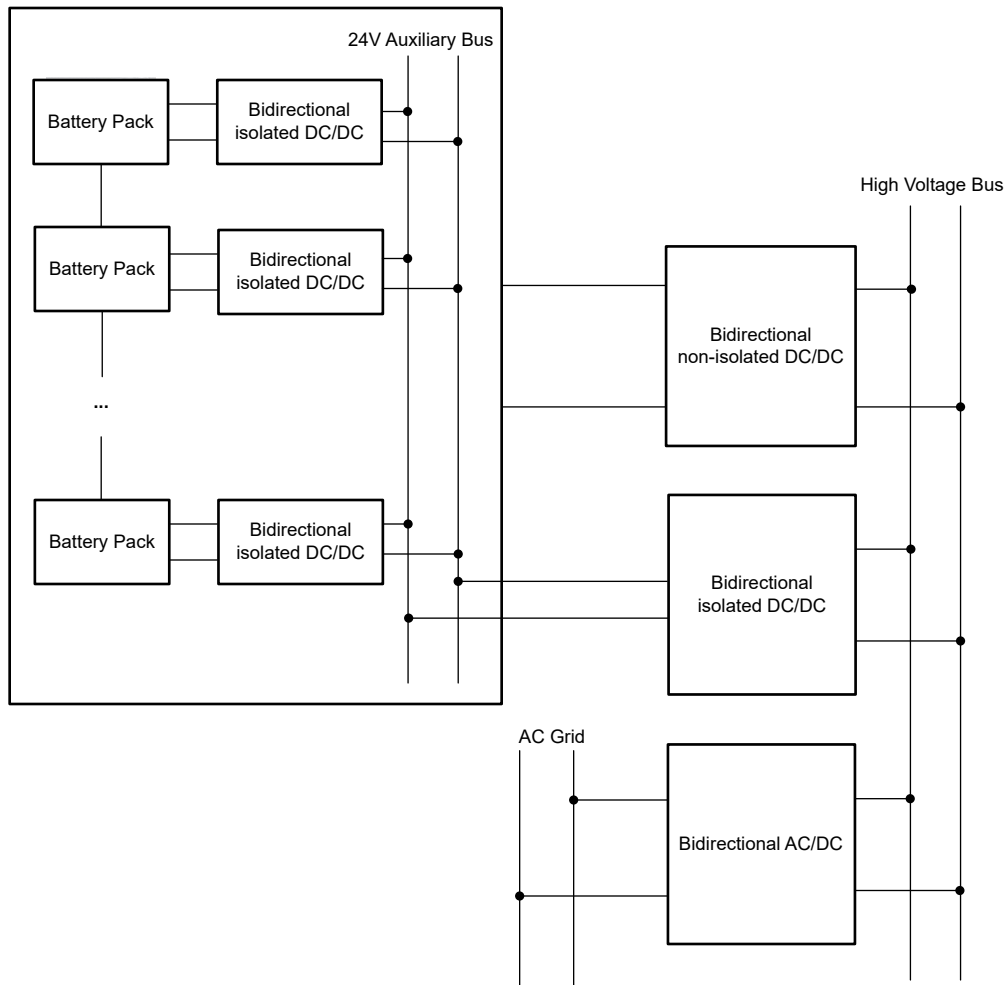 24V Auxiliary Bus
Battery Pack
Bidirectional
isolated DC/DC
High Voltage Bus
Battery Pack
Bidirectional
isolated DC/DC
Bidirectional
non-isolated DC/DC
...
Battery Pack
Bidirectional
isolated DC/DC
Bidirectional
isolated DC/DC
AC Grid
Bidirectional AC/DC